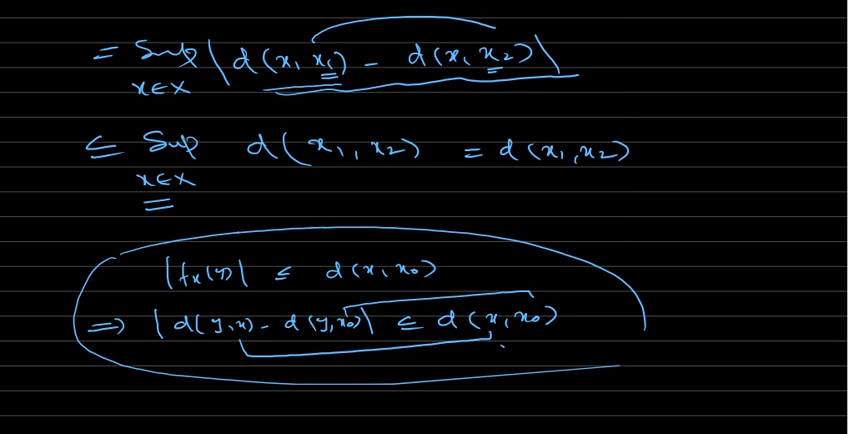 = Sup | d(x, x₁) - d(x, x₂) |
x∈X
≤ Sup d(x₁, x₂) = d(x₁, x₂)
x∈X
|fₓ(y)| ≤ d(x, x₀)
⇒ | d(y, x) - d(y, x₀) | ≤ d(x, x₀)